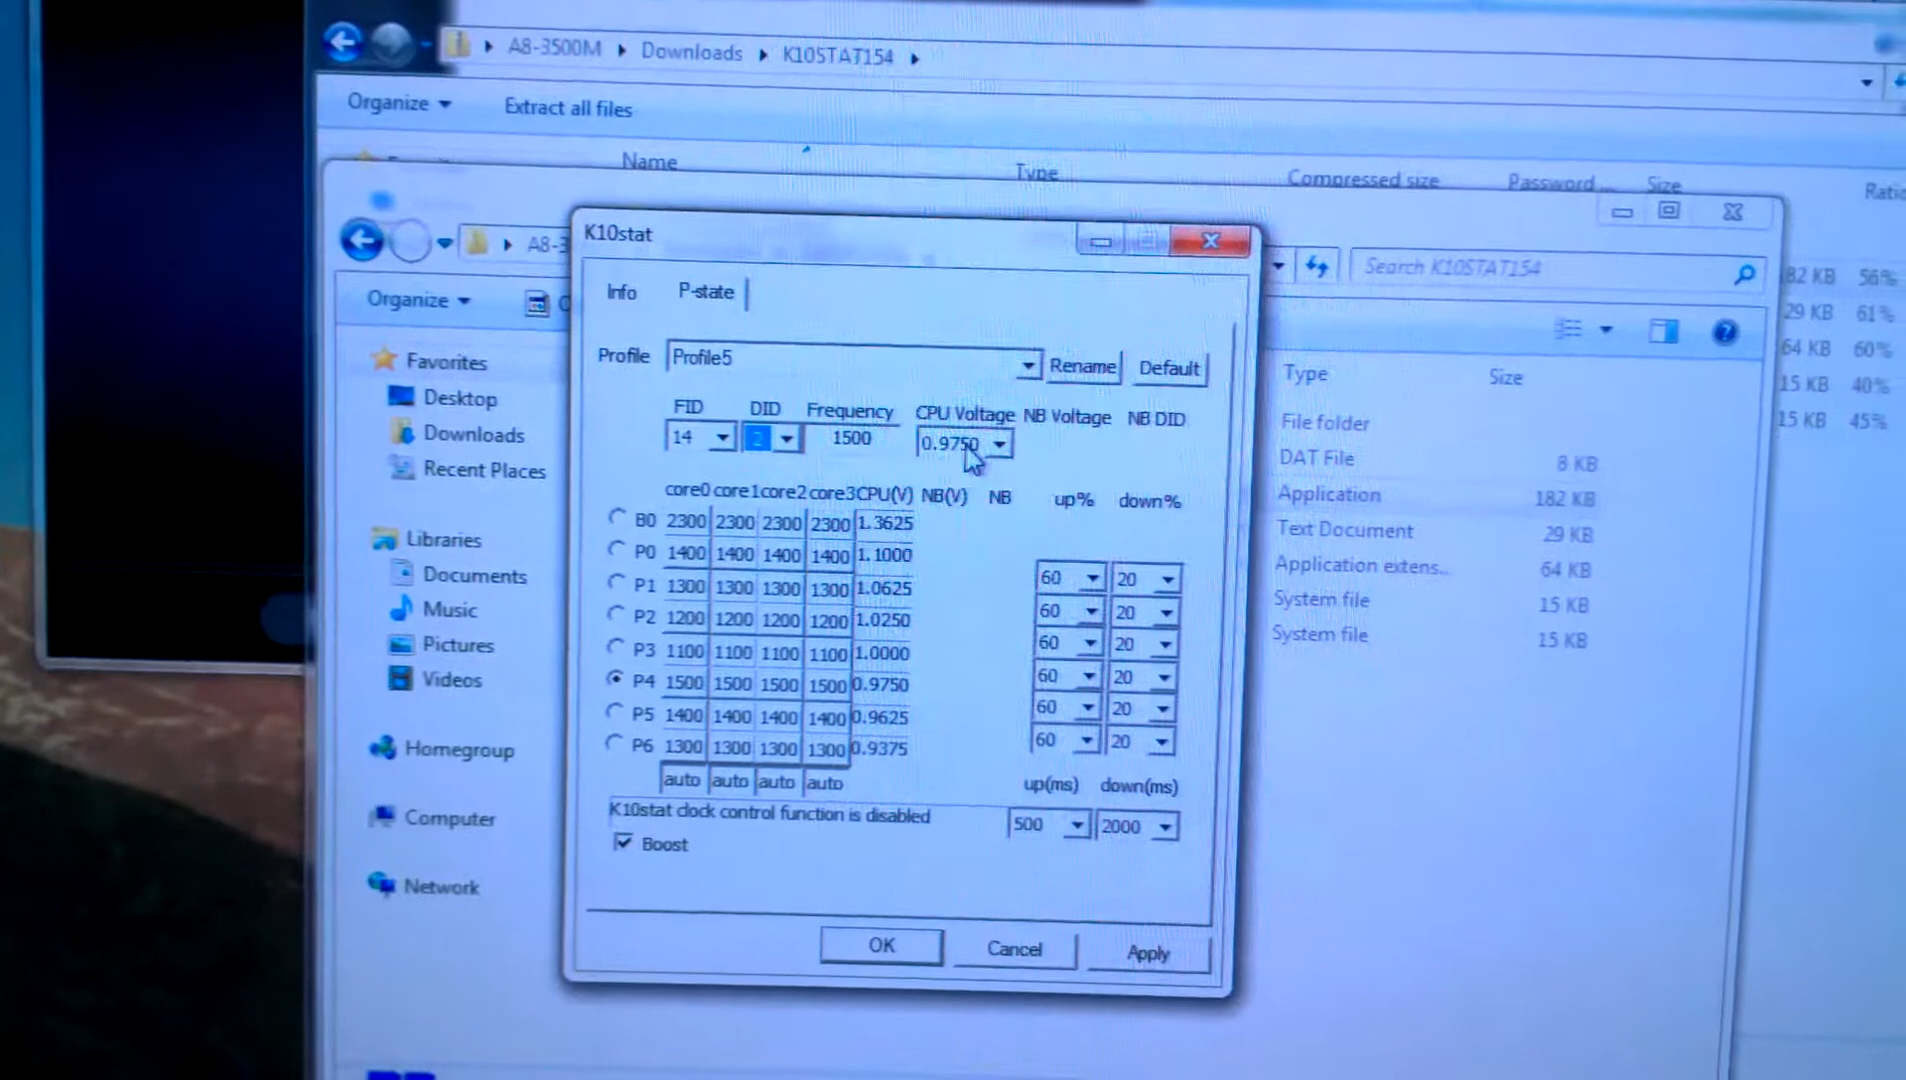 A8-3500M Downloads K10STAT154
Organize Extract all files
Name Type Compressed size Password ... Size
A8-3
Search K10STAT154
Organize
Favorites
Desktop
Downloads
Recent Places
Libraries
Documents
Music
Pictures
Videos
Homegroup
Computer
Network
K10stat
Info P-state
Profile Profile5 Rename Default
FID DID Frequency CPU Voltage NB Voltage NB DID
14 2 1500 0.9750
core0 core1 core2 core3 CPU(V) NB(V) NB up% down%
B0 2300 2300 2300 2300 1.3625
P0 1400 1400 1400 1400 1.1000 60 20
P1 1300 1300 1300 1300 1.0625 60 20
P2 1200 1200 1200 1200 1.0250 60 20
P3 1100 1100 1100 1100 1.0000 60 20
P4 1500 1500 1500 1500 0.9750 60 20
P5 1400 1400 1400 1400 0.9625 60 20
P6 1300 1300 1300 1300 0.9375
auto auto auto auto up(ms) down(ms)
K10stat clock control function is disabled 500 2000
Boost
OK Cancel Apply
Type Size
File folder
DAT File 8 KB
Application 182 KB
Text Document 29 KB
Application extens... 64 KB
System file 15 KB
System file 15 KB
82 KB 56%
29 KB 61%
64 KB 60%
15 KB 40%
15 KB 45%